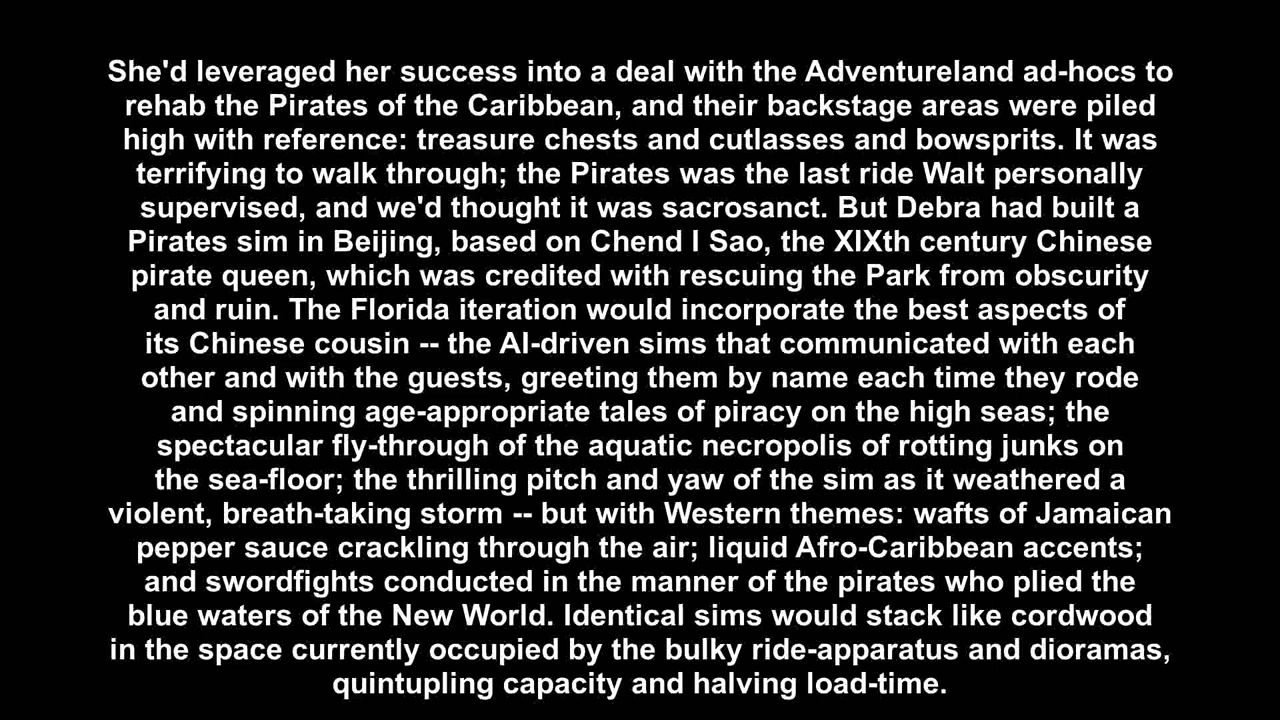 She'd leveraged her success into a deal with the Adventureland ad-hocs to
rehab the Pirates of the Caribbean, and their backstage areas were piled
high with reference: treasure chests and cutlasses and bowsprits. It was
terrifying to walk through; the Pirates was the last ride Walt personally
supervised, and we'd thought it was sacrosanct. But Debra had built a
Pirates sim in Beijing, based on Chend I Sao, the XIXth century Chinese
pirate queen, which was credited with rescuing the Park from obscurity
and ruin. The Florida iteration would incorporate the best aspects of
its Chinese cousin -- the AI-driven sims that communicated with each
other and with the guests, greeting them by name each time they rode
and spinning age-appropriate tales of piracy on the high seas; the
spectacular fly-through of the aquatic necropolis of rotting junks on
the sea-floor; the thrilling pitch and yaw of the sim as it weathered a
violent, breath-taking storm -- but with Western themes: wafts of Jamaican
pepper sauce crackling through the air; liquid Afro-Caribbean accents;
and swordfights conducted in the manner of the pirates who plied the
blue waters of the New World. Identical sims would stack like cordwood
in the space currently occupied by the bulky ride-apparatus and dioramas,
quintupling capacity and halving load-time.